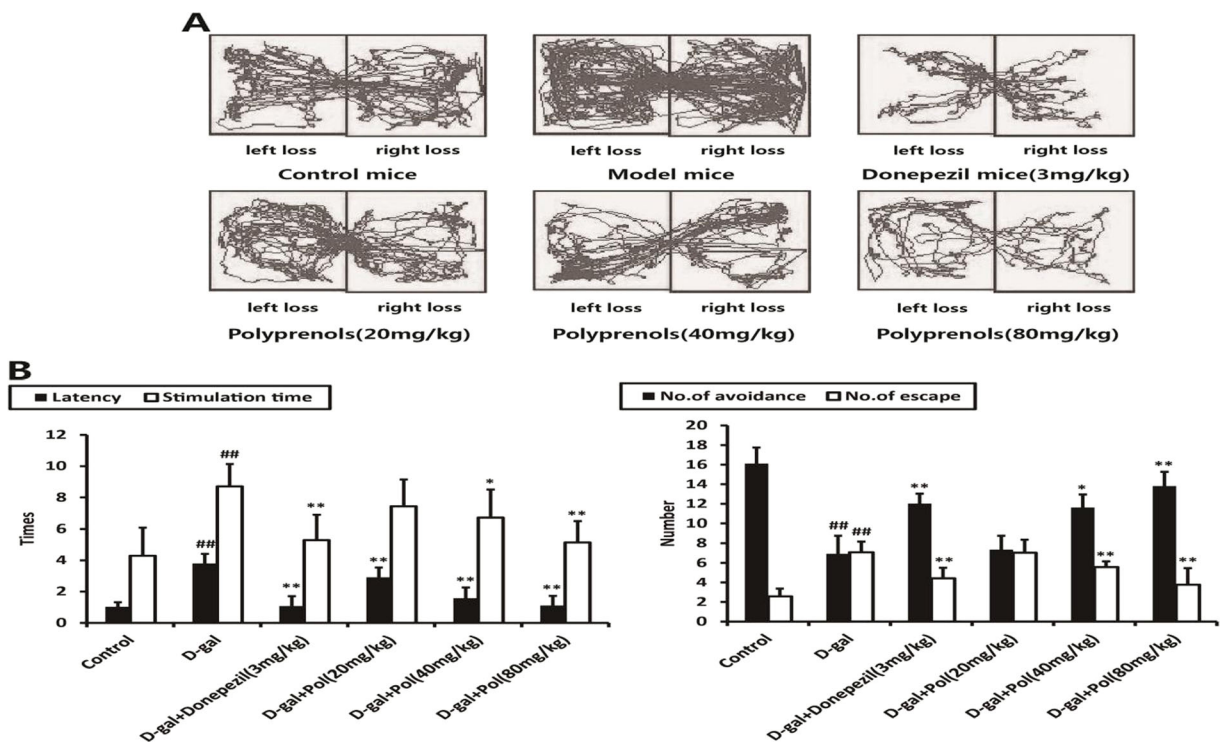 A
left loss right loss left loss right loss left loss right loss
Control mice Model mice Donepezil mice(3mg/kg)
left loss right loss left loss right loss left loss right loss
Polyprenols(20mg/kg) Polyprenols(40mg/kg) Polyprenols(80mg/kg)
B
Latency Stimulation time
Times
12
10
8
6
4
2
0
## ## ** ** ** * ** ** **
Control D-gal D-gal+Donepezil(3mg/kg) D-gal+Pol(20mg/kg) D-gal+Pol(40mg/kg) D-gal+Pol(80mg/kg)
No.of avoidance No.of escape
Number
20
18
16
14
12
10
8
6
4
2
0
## ## ** ** * ** ** **
Control D-gal D-gal+Donepezil(3mg/kg) D-gal+Pol(20mg/kg) D-gal+Pol(40mg/kg) D-gal+Pol(80mg/kg)